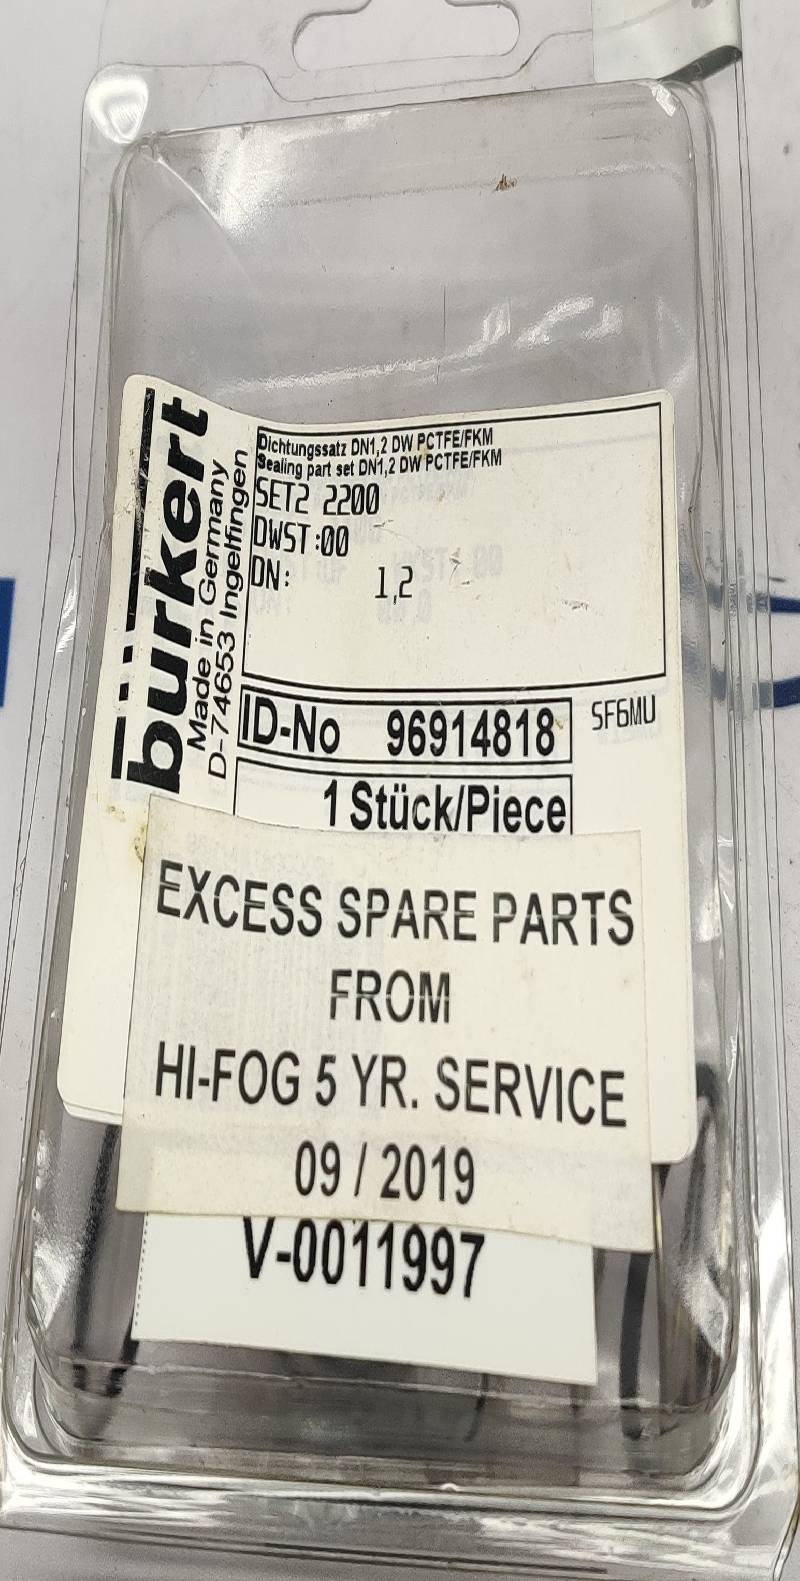 bürkert
Made in Germany
D-74653 Ingelfingen
Dichtungssatz DN1,2 DW PCTFE/FKM
Sealing part set DN1,2 DW PCTFE/FKM
SET2 2200
DWST:00
DN: 1,2
ID-No 96914818
SF6MU
1 Stück/Piece
EXCESS SPARE PARTS
FROM
HI-FOG 5 YR. SERVICE
09 / 2019
V-0011997